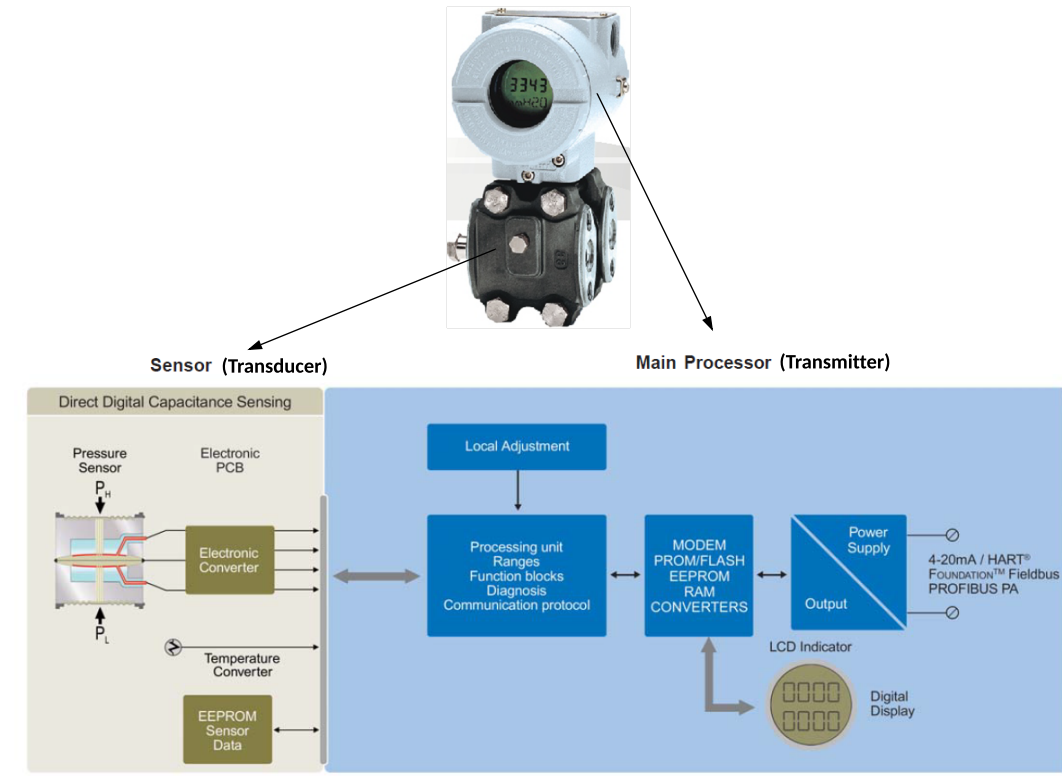 3343
Sensor (Transducer)
Main Processor (Transmitter)
Direct Digital Capacitance Sensing
Pressure
Sensor
PH
Electronic
PCB
Electronic
Converter
PL
Temperature
Converter
EEPROM
Sensor
Data
Local Adjustment
Processing unit
Ranges
Function blocks
Diagnosis
Communication protocol
MODEM
PROM/FLASH
EEPROM
RAM
CONVERTERS
Power
Supply
Output
4-20mA / HART®
FOUNDATION™ Fieldbus
PROFIBUS PA
LCD Indicator
0000
0000
Digital
Display